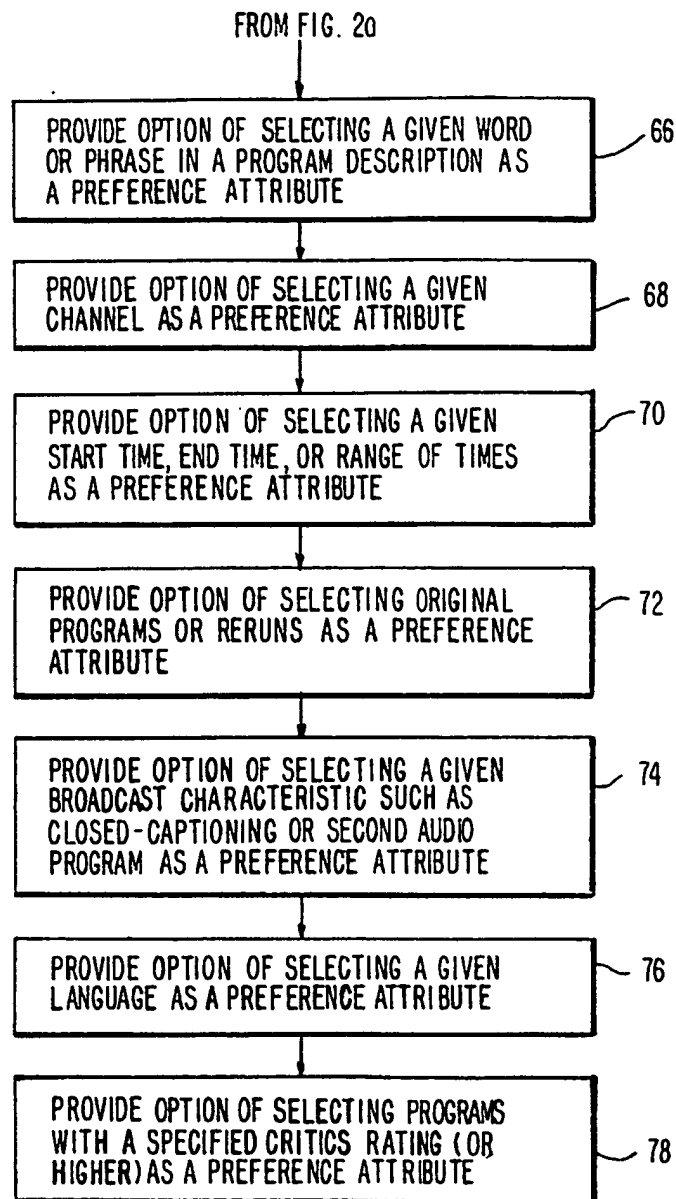 FROM FIG. 2a
PROVIDE OPTION OF SELECTING A GIVEN WORD
OR PHRASE IN A PROGRAM DESCRIPTION AS
A PREFERENCE ATTRIBUTE
66
PROVIDE OPTION OF SELECTING A GIVEN
CHANNEL AS A PREFERENCE ATTRIBUTE
68
PROVIDE OPTION OF SELECTING A GIVEN
START TIME, END TIME, OR RANGE OF TIMES
AS A PREFERENCE ATTRIBUTE
70
PROVIDE OPTION OF SELECTING ORIGINAL
PROGRAMS OR RERUNS AS A PREFERENCE
ATTRIBUTE
72
PROVIDE OPTION OF SELECTING A GIVEN
BROADCAST CHARACTERISTIC SUCH AS
CLOSED-CAPTIONING OR SECOND AUDIO
PROGRAM AS A PREFERENCE ATTRIBUTE
74
PROVIDE OPTION OF SELECTING A GIVEN
LANGUAGE AS A PREFERENCE ATTRIBUTE
76
PROVIDE OPTION OF SELECTING PROGRAMS
WITH A SPECIFIED CRITICS RATING (OR
HIGHER) AS A PREFERENCE ATTRIBUTE
78